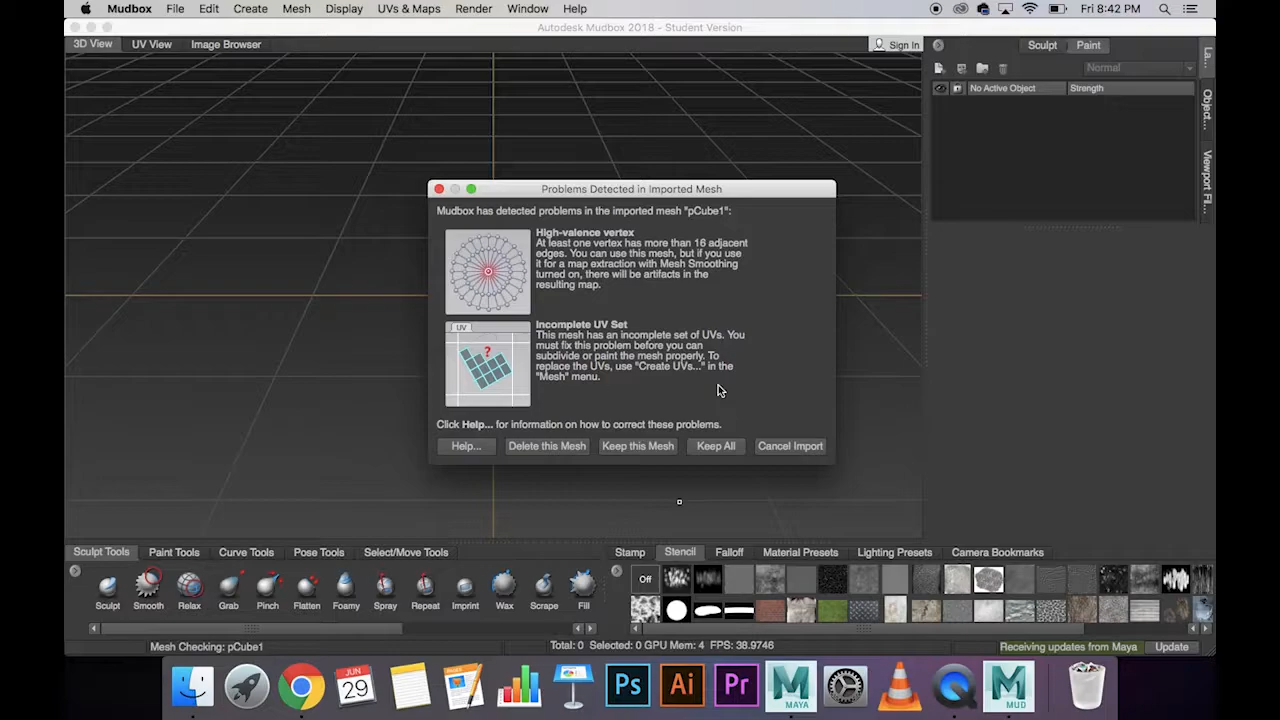 Mudbox File Edit Create Mesh Display UVs & Maps Render Window Help Fri 8:42 PM
Autodesk Mudbox 2018 - Student Version
3D View UV View Image Browser Sign In Sculpt Paint
Normal
No Active Object Strength
La...
Object...
Viewport Fil...
Problems Detected in Imported Mesh
Mudbox has detected problems in the imported mesh "pCube1":
High-valence vertex
At least one vertex has more than 16 adjacent
edges. You can use this mesh, but if you use
it for a map extraction with Mesh Smoothing
turned on, there will be artifacts in the
resulting map.
UV
?
Incomplete UV Set
This mesh has an incomplete set of UVs. You
must fix this problem before you can
subdivide or paint the mesh properly. To
replace the UVs, use "Create UVs..." in the
"Mesh" menu.
Click Help... for information on how to correct these problems.
Help... Delete this Mesh Keep this Mesh Keep All Cancel Import
Sculpt Tools Paint Tools Curve Tools Pose Tools Select/Move Tools
Stamp Stencil Falloff Material Presets Lighting Presets Camera Bookmarks
Off
Sculpt Smooth Relax Grab Pinch Flatten Foamy Spray Repeat Imprint Wax Scrape Fill
Mesh Checking: pCube1 Total: 0 Selected: 0 GPU Mem: 4 FPS: 38.9746 Receiving updates from Maya Update
JUN
29
Ps Ai Pr
M MAYA
M MUD